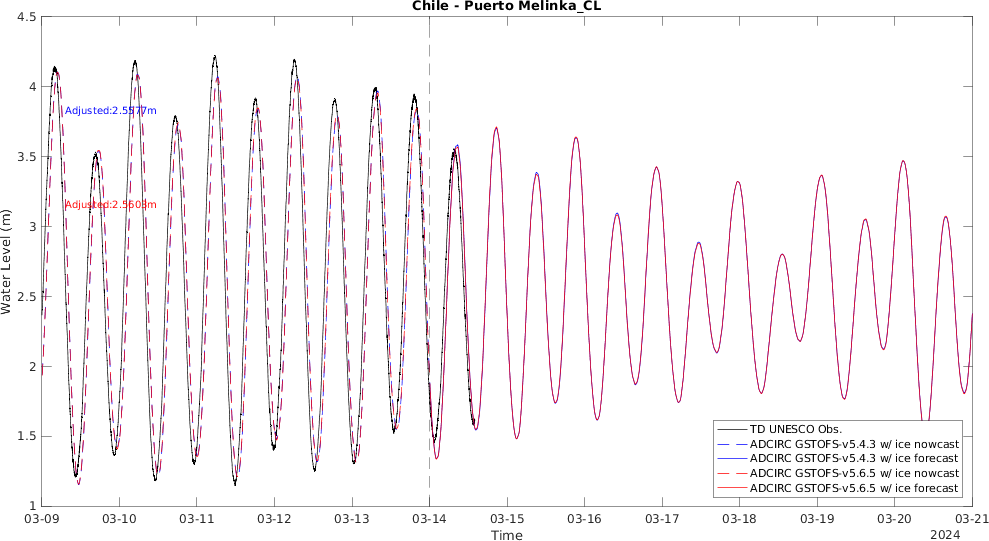 Chile - Puerto Melinka_CL
4.5
4
3.5
3
2.5
2
1.5
1
Water Level (m)
Adjusted:2.5577m
Adjusted:2.5503m
TD UNESCO Obs.
ADCIRC GSTOFS-v5.4.3 w/ ice nowcast
ADCIRC GSTOFS-v5.4.3 w/ ice forecast
ADCIRC GSTOFS-v5.6.5 w/ ice nowcast
ADCIRC GSTOFS-v5.6.5 w/ ice forecast
03-09 03-10 03-11 03-12 03-13 03-14 03-15 03-16 03-17 03-18 03-19 03-20 03-21
Time
2024